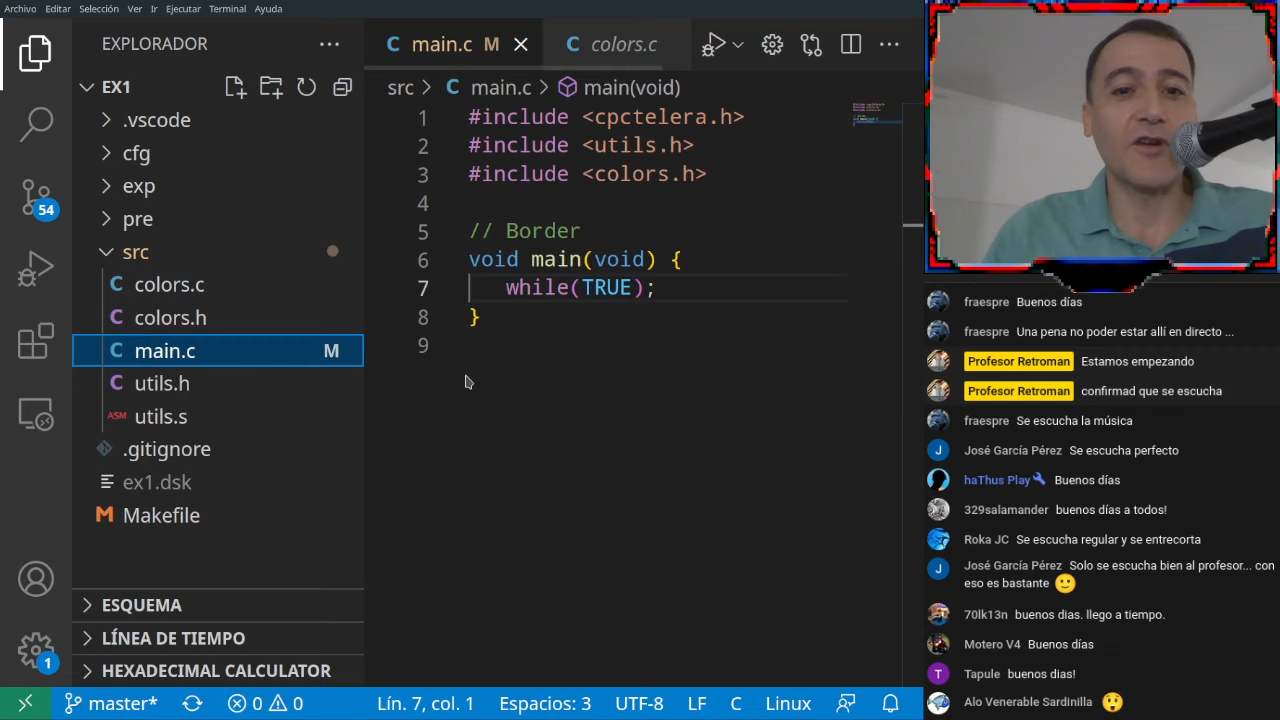 Archivo Editar Selección Ver Ir Ejecutar Terminal Ayuda
EXPLORADOR
main.c M
colors.c
EX1
src main.c main(void)
.vscode
cfg
exp
pre
src
colors.c
colors.h
main.c M
utils.h
utils.s
.gitignore
ex1.dsk
Makefile
54
ASM
1 #include <cpctelera.h>
2 #include <utils.h>
3 #include <colors.h>
4
5 // Border
6 void main(void) {
7 while(TRUE);
8 }
9
ESQUEMA
LÍNEA DE TIEMPO
HEXADECIMAL CALCULATOR
1
master* 0 0 Lín. 7, col. 1 Espacios: 3 UTF-8 LF C Linux
fraespre Buenos días
fraespre Una pena no poder estar allí en directo ...
Profesor Retroman Estamos empezando
Profesor Retroman confirmad que se escucha
fraespre Se escucha la música
J José García Pérez Se escucha perfecto
haThus Play Buenos días
329salamander buenos días a todos!
Roka JC Se escucha regular y se entrecorta
J José García Pérez Solo se escucha bien al profesor... con
eso es bastante
70lk13n buenos dias. llego a tiempo.
Motero V4 Buenos días
T Tapule buenos dias!
Alo Venerable Sardinilla